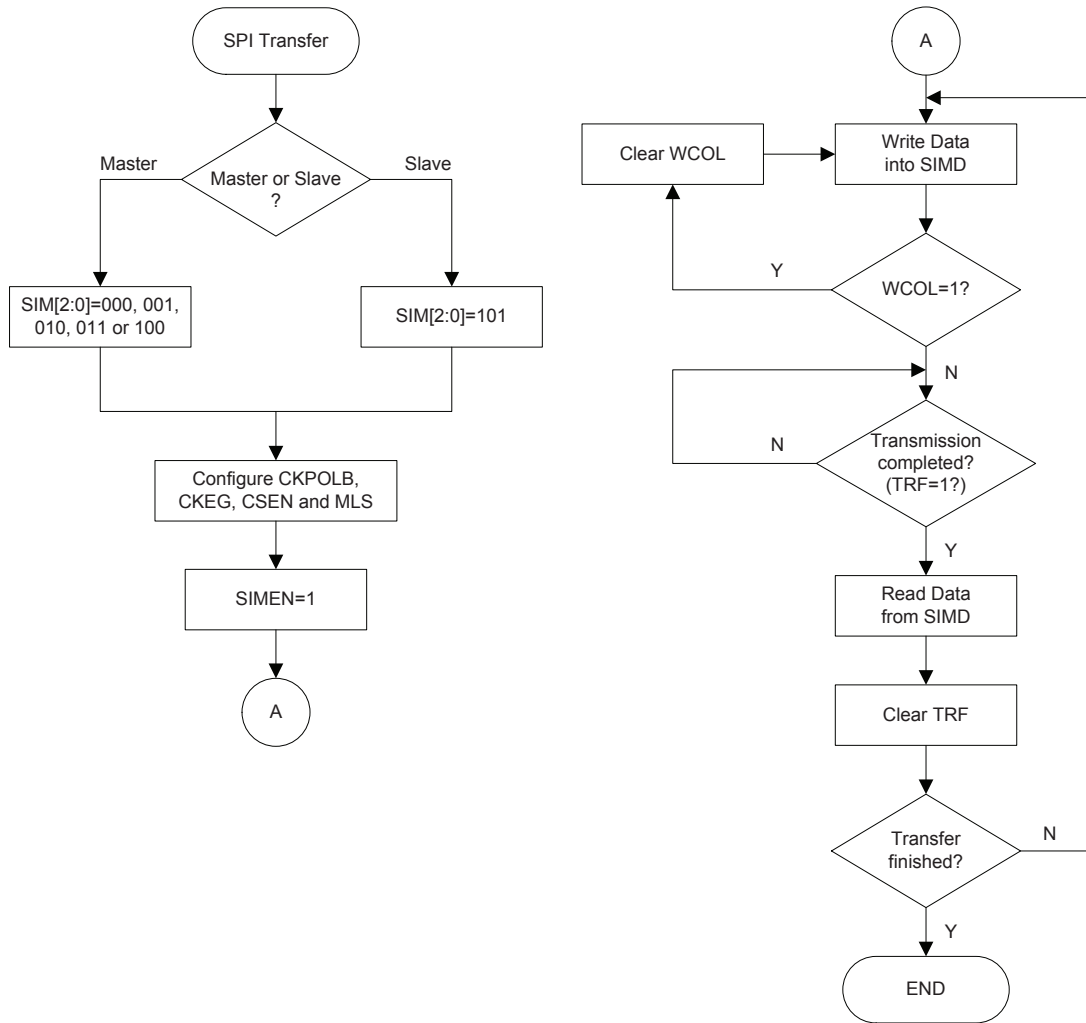 SPI Transfer
Master
Master or Slave
?
Slave
SIM[2:0]=000, 001,
010, 011 or 100
SIM[2:0]=101
Configure CKPOLB,
CKEG, CSEN and MLS
SIMEN=1
A
A
Clear WCOL
Write Data
into SIMD
Y
WCOL=1?
N
N
Transmission
completed?
(TRF=1?)
Y
Read Data
from SIMD
Clear TRF
Transfer
finished?
N
Y
END